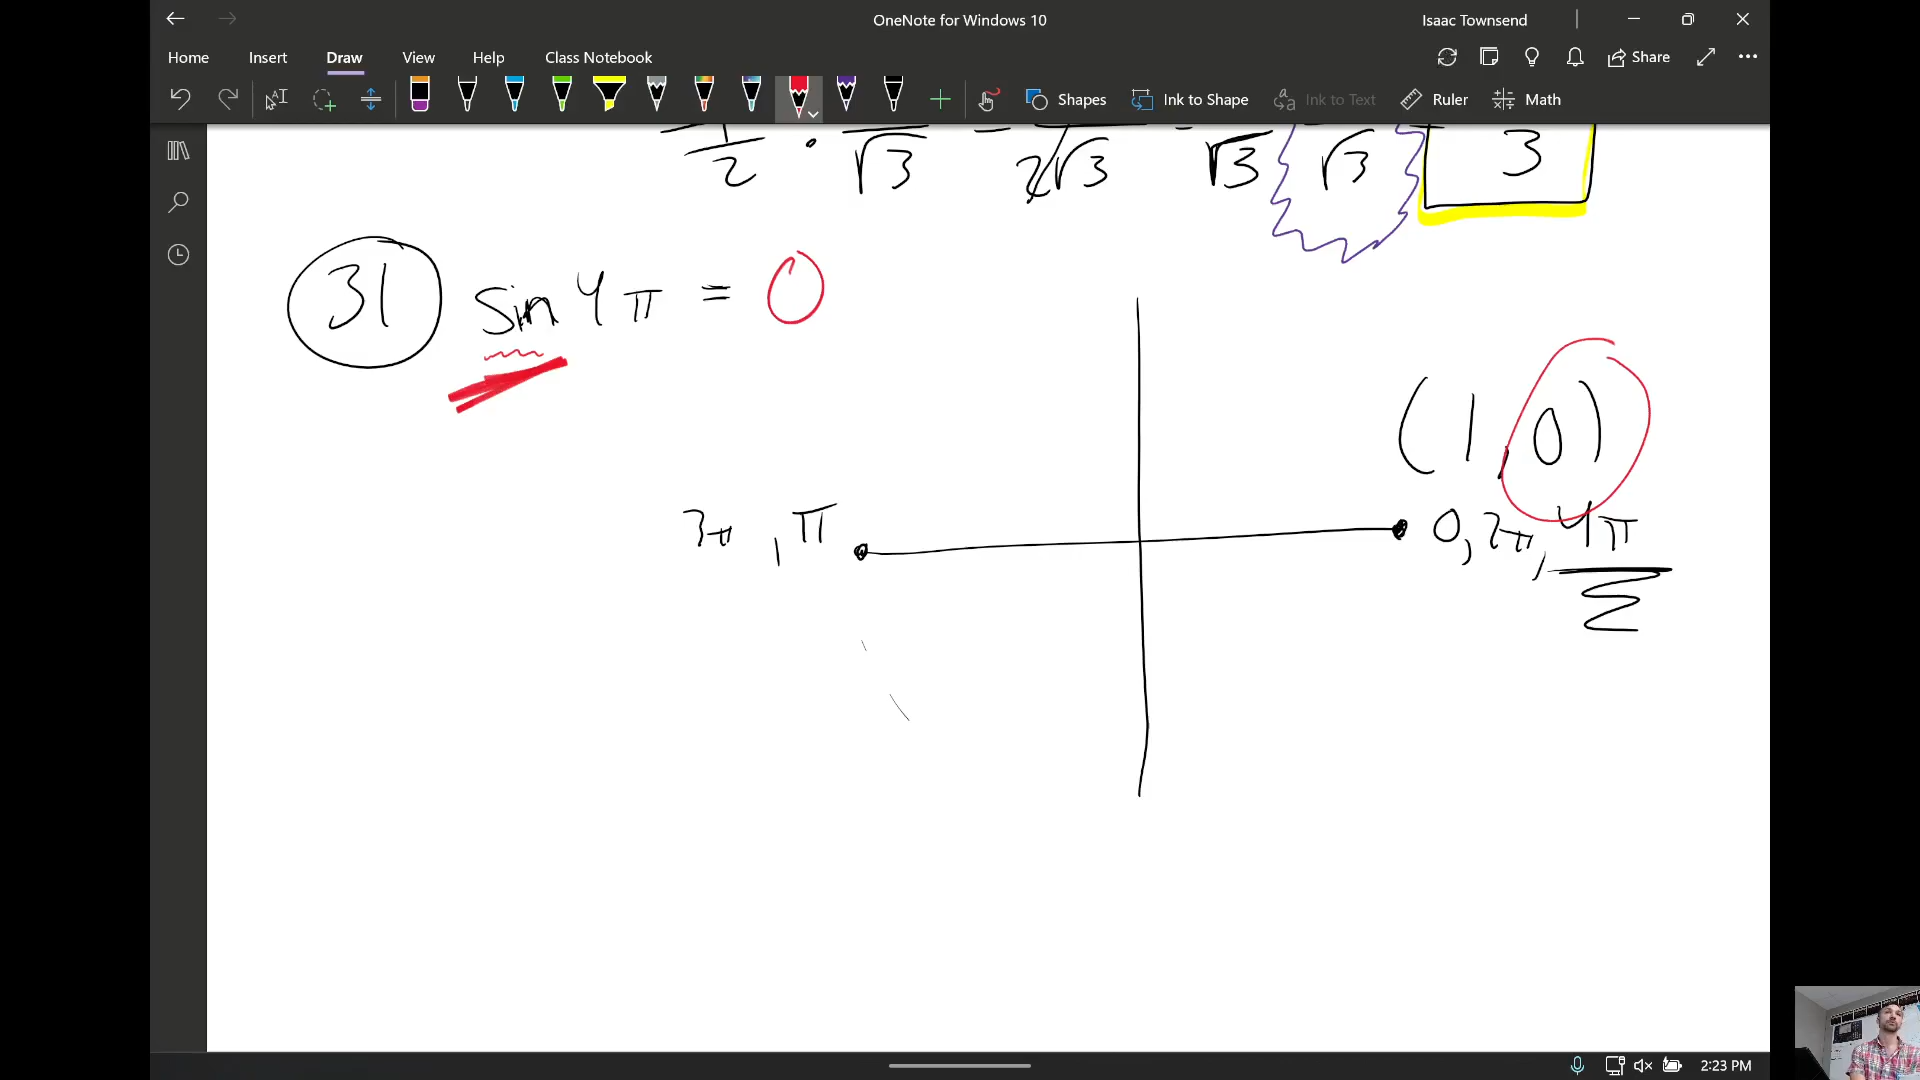 OneNote for Windows 10
Isaac Townsend
Home Insert Draw View Help Class Notebook
Share
Shapes Ink to Shape Ink to Text Ruler Math
1/2 · /√3 = /2√3 = /√3 √3 3
31 sin 4π = 0
(1, 0)
3π, π 0, 2π, 4π
2:23 PM